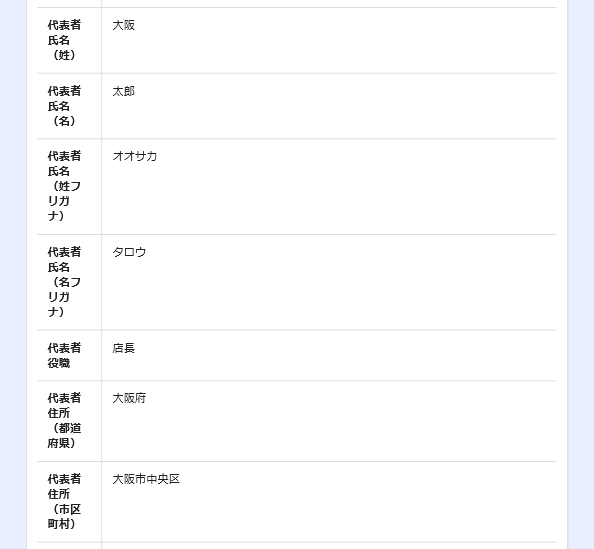 代表者
氏名
（姓）
大阪
代表者
氏名
（名）
太郎
代表者
氏名
（姓フ
リガ
ナ）
オオサカ
代表者
氏名
（名フ
リガ
ナ）
タロウ
代表者
役職
店長
代表者
住所
（都道
府県）
大阪府
代表者
住所
（市区
町村）
大阪市中央区